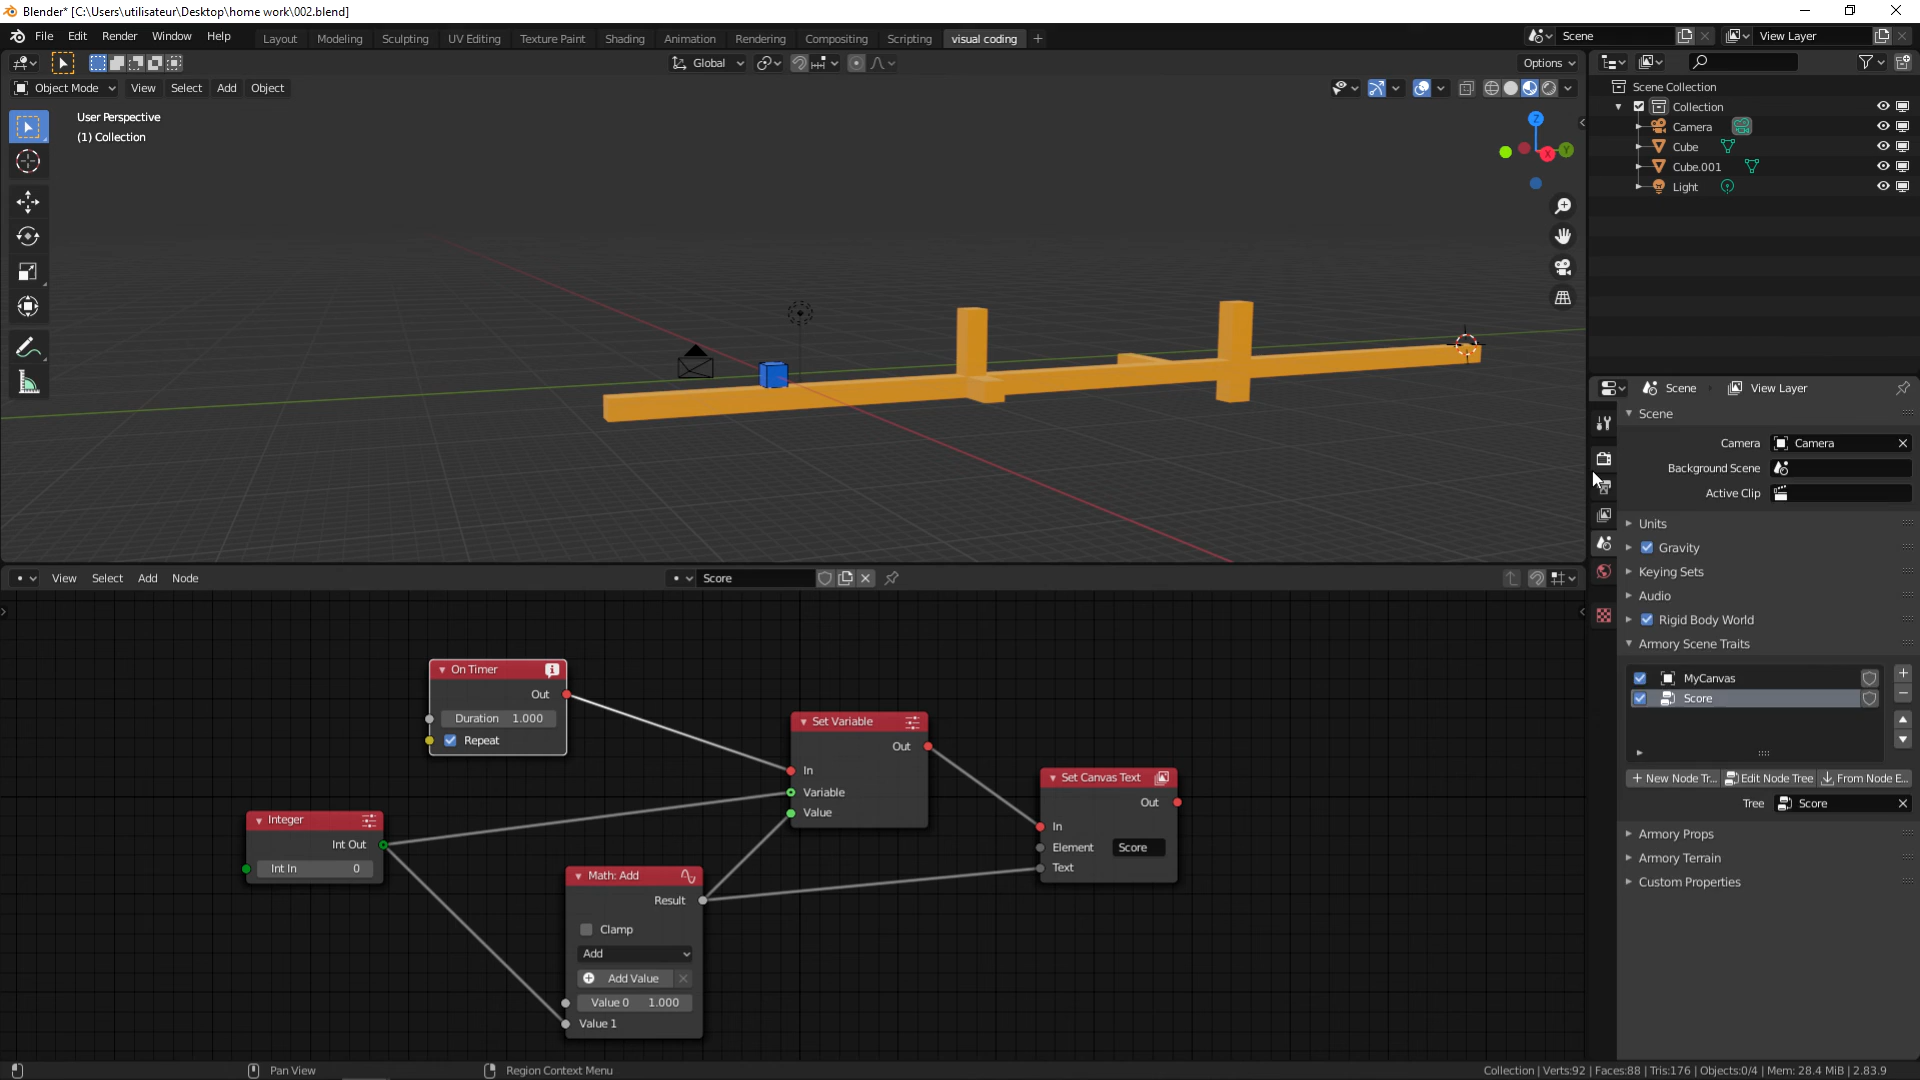 Blender* [C:\Users\utilisateur\Desktop\home work\002.blend]
File Edit Render Window Help
Layout Modeling Sculpting UV Editing Texture Paint Shading Animation Rendering Compositing Scripting visual coding
Scene
View Layer
Global
Options
Object Mode View Select Add Object
User Perspective
(1) Collection
Z
X
Y
Scene Collection
Collection
Camera
Cube
Cube.001
Light
Scene View Layer
Scene
Camera Camera
Background Scene
Active Clip
Units
Gravity
Keying Sets
Audio
Rigid Body World
Armory Scene Traits
MyCanvas
Score
New Node Tr... Edit Node Tree From Node E...
Tree Score
Armory Props
Armory Terrain
Custom Properties
View Select Add Node
Score
On Timer
Out
Duration 1.000
Repeat
Set Variable
Out
In
Variable
Value
Set Canvas Text
Out
In
Element Score
Text
Integer
Int Out
Int In 0
Math: Add
Result
Clamp
Add
Add Value
Value 0 1.000
Value 1
Pan View
Region Context Menu
Collection | Verts:92 | Faces:88 | Tris:176 | Objects:0/4 | Mem: 28.4 MiB | 2.83.9